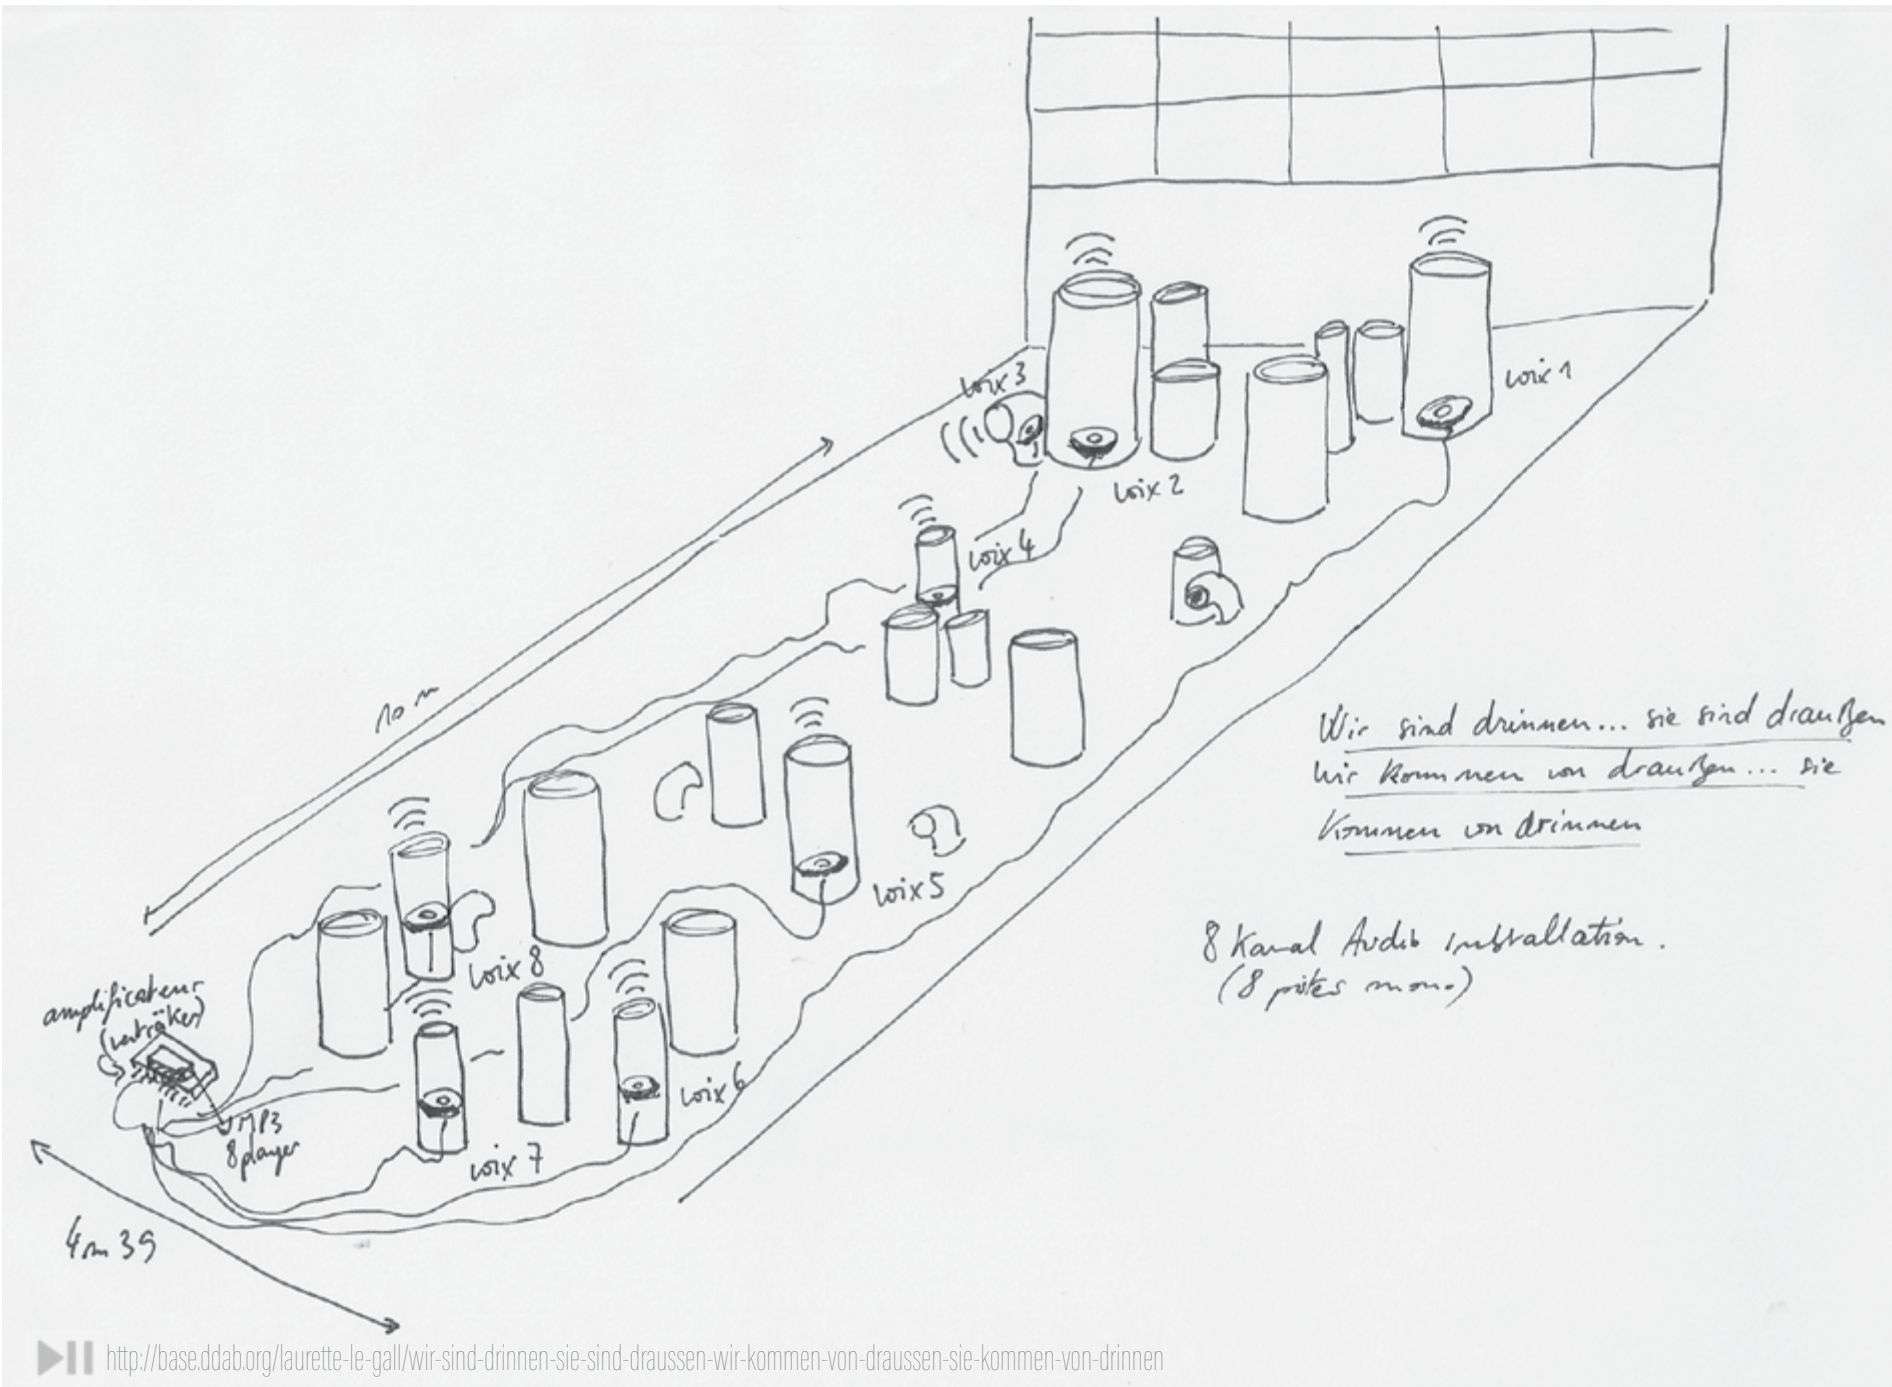 voix 1
voix 3
voix 2
voix 4
10 m
Wir sind drinnen... sie sind draußen
wir kommen von draußen... sie
kommen von drinnen
voix 5
8 Kanal Audio installation.
(8 pistes mono)
voix 8
amplificateur
(verträker)
voix 6
MP3
8 player
voix 7
4m39
http://base.ddab.org/laurette-le-gall/wir-sind-drinnen-sie-sind-draussen-wir-kommen-von-draussen-sie-kommen-von-drinnen